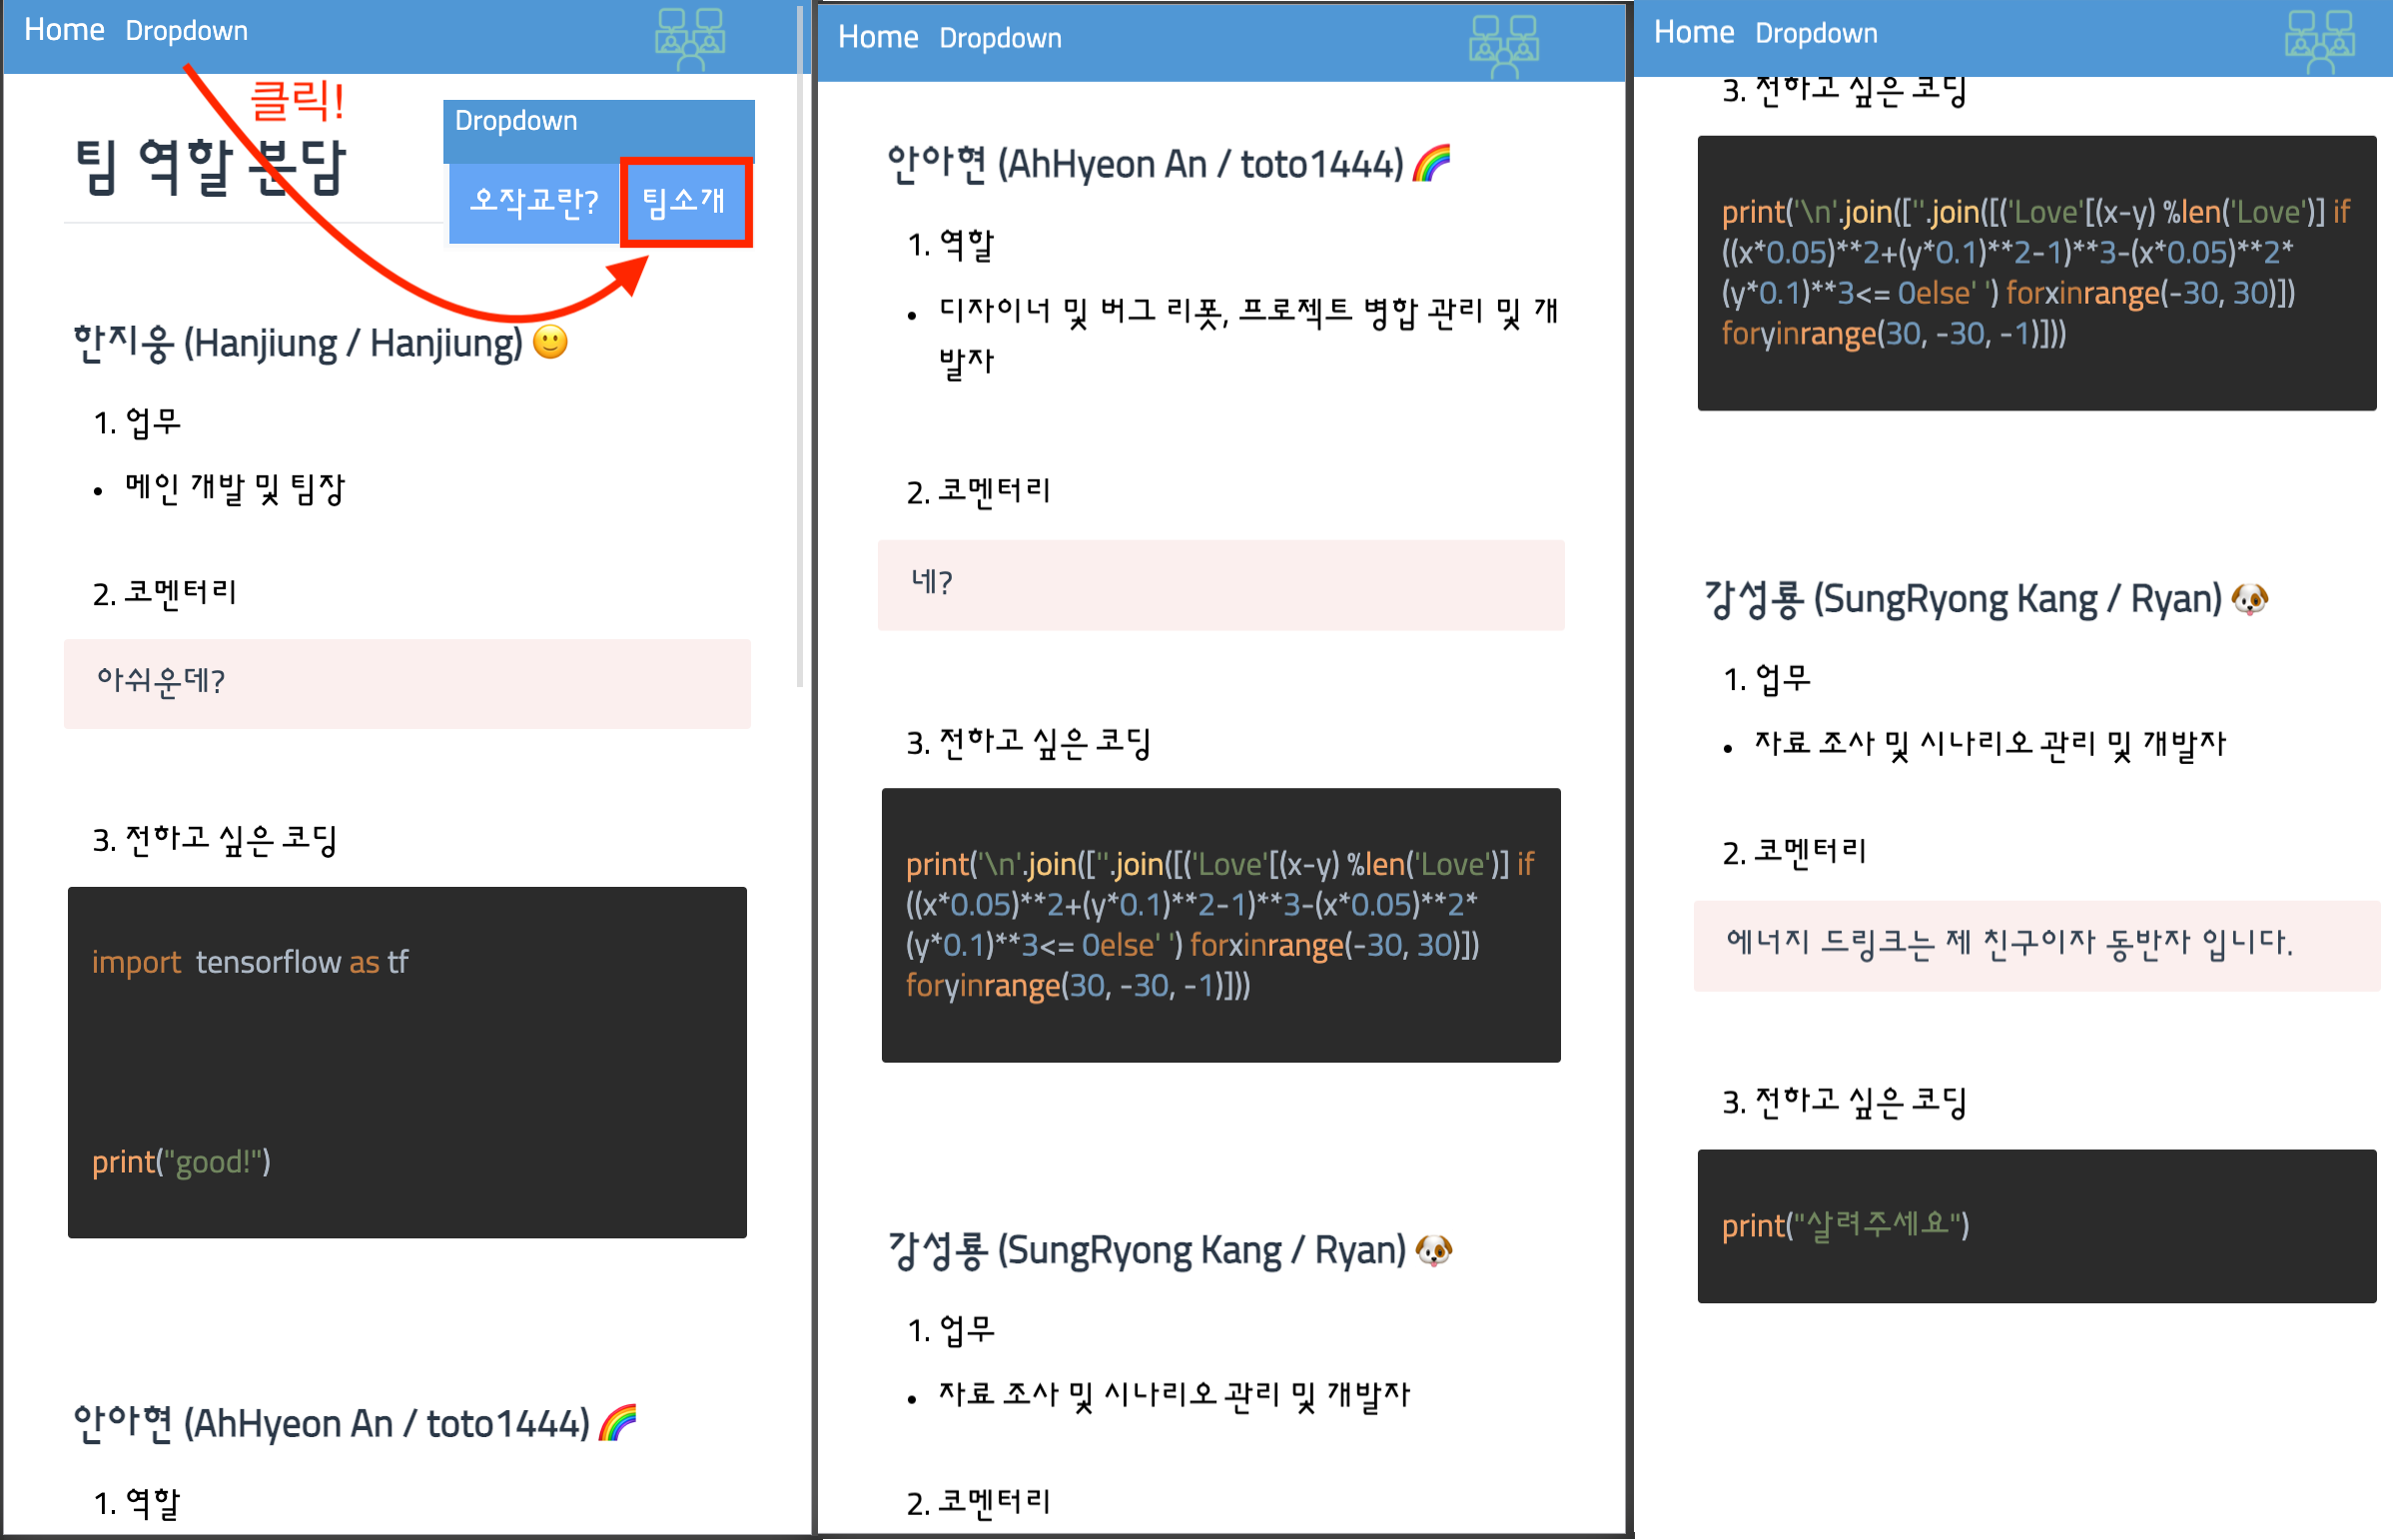 Home Dropdown
클릭!
Dropdown
오작교란? 팀소개
팀 역할 분담
한지웅 (Hanjiung / Hanjiung) 🙂
1. 업무
• 메인 개발 및 팀장
2. 코멘터리
아쉬운데?
3. 전하고 싶은 코딩
import tensorflow as tf
print("good!")
안아현 (AhHyeon An / toto1444) 🌈
1. 역할
Home Dropdown
안아현 (AhHyeon An / toto1444) 🌈
1. 역할
• 디자이너 및 버그 리폿, 프로젝트 병합 관리 및 개
발자
2. 코멘터리
네?
3. 전하고 싶은 코딩
print('\n'.join([''.join([('Love'[(x-y) %len('Love')] if
((x*0.05)**2+(y*0.1)**2-1)**3-(x*0.05)**2*
(y*0.1)**3<= 0else' ') forxinrange(-30, 30)])
foryinrange(30, -30, -1)]))
강성룡 (SungRyong Kang / Ryan) 🐶
1. 업무
• 자료 조사 및 시나리오 관리 및 개발자
2. 코멘터리
Home Dropdown
3. 전하고 싶은 코딩
print('\n'.join([''.join([('Love'[(x-y) %len('Love')] if
((x*0.05)**2+(y*0.1)**2-1)**3-(x*0.05)**2*
(y*0.1)**3<= 0else' ') forxinrange(-30, 30)])
foryinrange(30, -30, -1)]))
강성룡 (SungRyong Kang / Ryan) 🐶
1. 업무
• 자료 조사 및 시나리오 관리 및 개발자
2. 코멘터리
에너지 드링크는 제 친구이자 동반자 입니다.
3. 전하고 싶은 코딩
print("살려주세요")